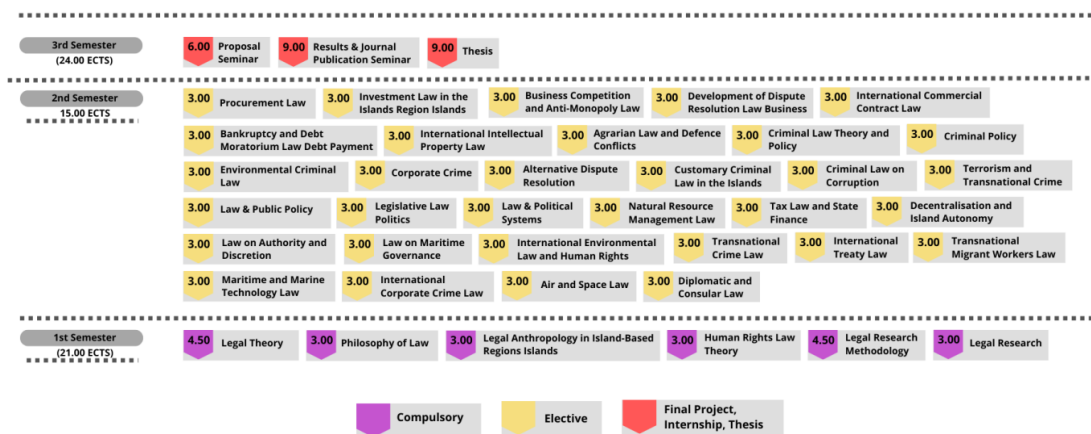 3rd Semester
(24.00 ECTS)
6.00 Proposal Seminar
9.00 Results & Journal Publication Seminar
9.00 Thesis
2nd Semester
15.00 ECTS
3.00 Procurement Law
3.00 Investment Law in the Islands Region Islands
3.00 Business Competition and Anti-Monopoly Law
3.00 Development of Dispute Resolution Law Business
3.00 International Commercial Contract Law
3.00 Bankruptcy and Debt Moratorium Law Debt Payment
3.00 International Intellectual Property Law
3.00 Agrarian Law and Defence Conflicts
3.00 Criminal Law Theory and Policy
3.00 Criminal Policy
3.00 Environmental Criminal Law
3.00 Corporate Crime
3.00 Alternative Dispute Resolution
3.00 Customary Criminal Law in the Islands
3.00 Criminal Law on Corruption
3.00 Terrorism and Transnational Crime
3.00 Law & Public Policy
3.00 Legislative Law Politics
3.00 Law & Political Systems
3.00 Natural Resource Management Law
3.00 Tax Law and State Finance
3.00 Decentralisation and Island Autonomy
3.00 Law on Authority and Discretion
3.00 Law on Maritime Governance
3.00 International Environmental Law and Human Rights
3.00 Transnational Crime Law
3.00 International Treaty Law
3.00 Transnational Migrant Workers Law
3.00 Maritime and Marine Technology Law
3.00 International Corporate Crime Law
3.00 Air and Space Law
3.00 Diplomatic and Consular Law
1st Semester
(21.00 ECTS)
4.50 Legal Theory
3.00 Philosophy of Law
3.00 Legal Anthropology in Island-Based Regions Islands
3.00 Human Rights Law Theory
4.50 Legal Research Methodology
3.00 Legal Research
Compulsory
Elective
Final Project, Internship, Thesis